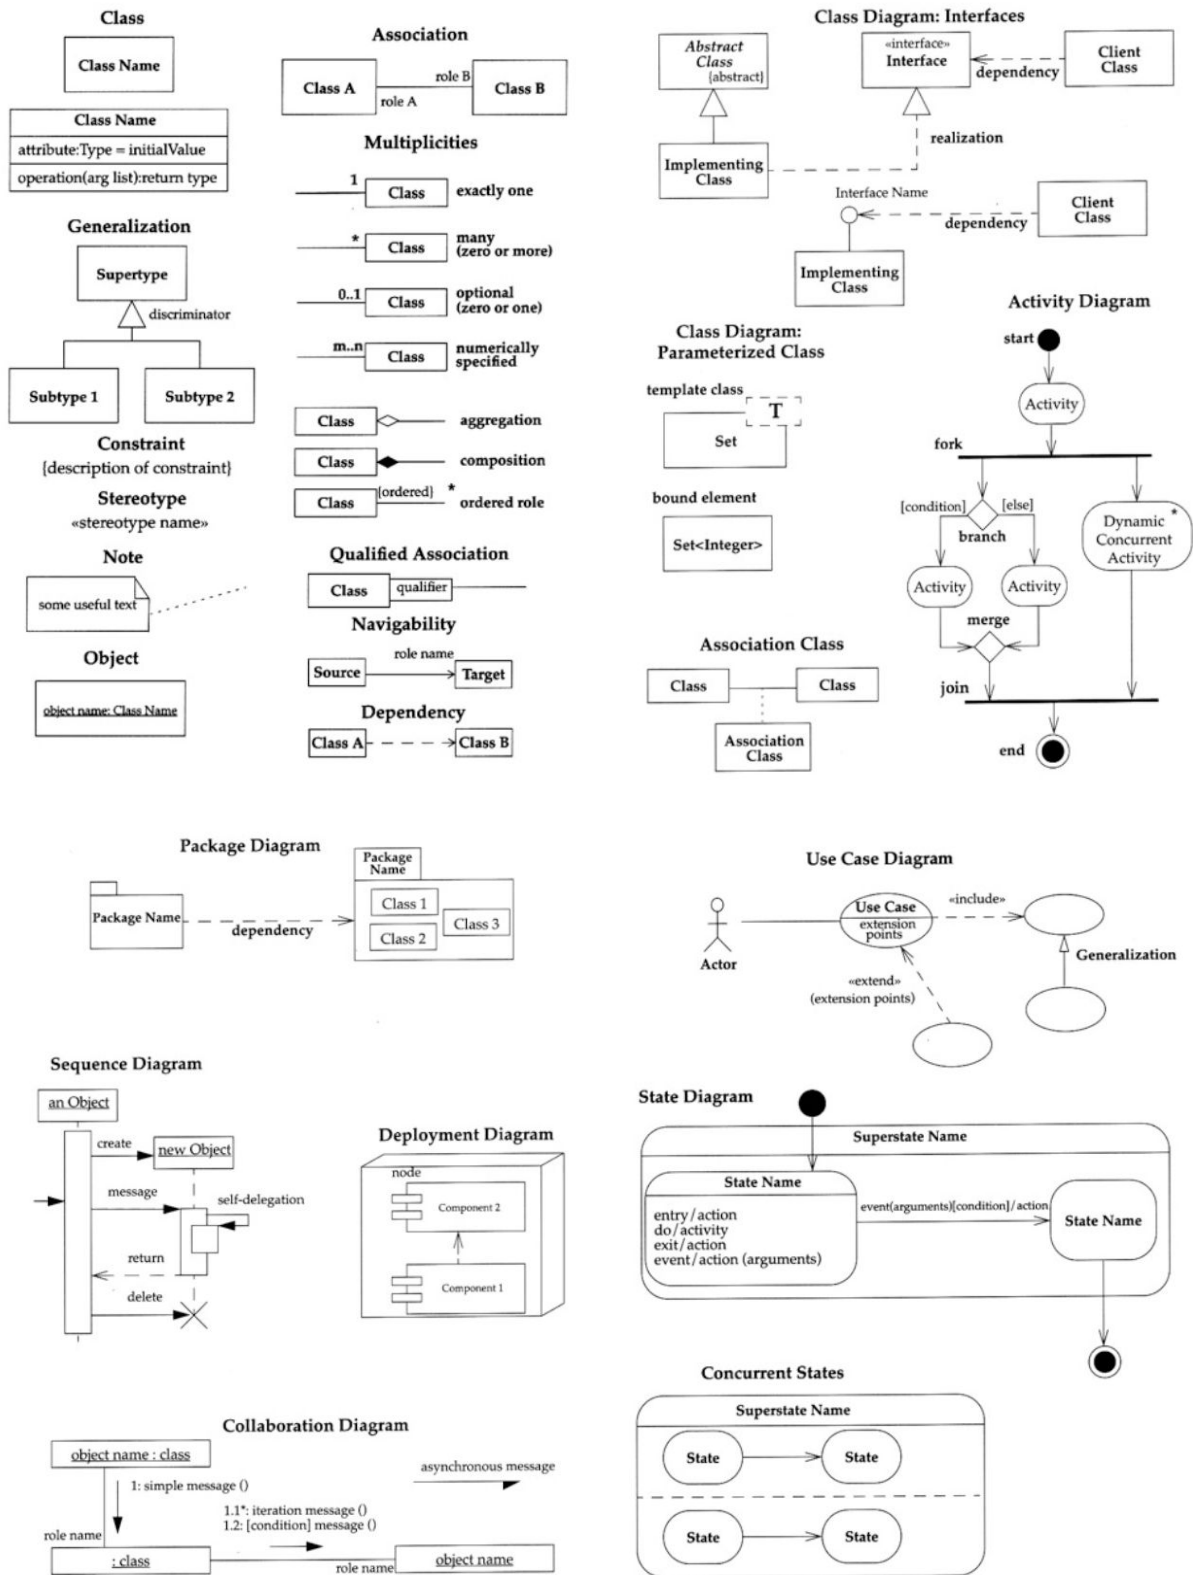 Class
Class Name
Class Name
attribute:Type = initialValue
operation(arg list):return type
Generalization
Supertype
discriminator
Subtype 1
Subtype 2
Constraint
{description of constraint}
Stereotype
«stereotype name»
Note
some useful text
Object
object name: Class Name
Association
Class A
role B
role A
Class B
Multiplicities
1
Class
exactly one
*
Class
many
(zero or more)
0..1
Class
optional
(zero or one)
m..n
Class
numerically
specified
Class
aggregation
Class
composition
Class
{ordered}
*
ordered role
Qualified Association
Class
qualifier
Navigability
role name
Source
Target
Dependency
Class A
Class B
Class Diagram: Interfaces
Abstract
Class
{abstract}
«interface»
Interface
dependency
Client
Class
realization
Implementing
Class
Interface Name
dependency
Client
Class
Implementing
Class
Class Diagram:
Parameterized Class
template class
T
Set
bound element
Set<Integer>
Association Class
Class
Class
Association
Class
Activity Diagram
start
Activity
fork
[condition]
[else]
branch
Dynamic *
Concurrent
Activity
Activity
Activity
merge
join
end
Package Diagram
Package Name
dependency
Package
Name
Class 1
Class 3
Class 2
Use Case Diagram
Actor
Use Case
extension
points
«include»
Generalization
«extend»
(extension points)
Sequence Diagram
an Object
create
new Object
message
self-delegation
return
delete
Deployment Diagram
node
Component 2
Component 1
State Diagram
Superstate Name
State Name
entry/action
do/activity
exit/action
event/action (arguments)
event(arguments)[condition]/action
State Name
Collaboration Diagram
object name : class
1: simple message ()
asynchronous message
1.1*: iteration message ()
1.2: [condition] message ()
role name
: class
role name
object name
Concurrent States
Superstate Name
State
State
State
State